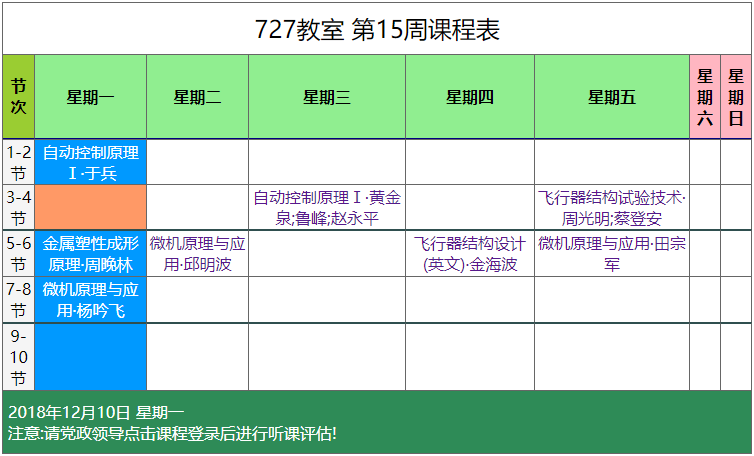 727教室 第15周课程表
节
次
星期一
星期二
星期三
星期四
星期五
星
期
六
星
期
日
1-2
节
自动控制原理
Ⅰ·于兵
3-4
节
自动控制原理Ⅰ·黄金
泉;鲁峰;赵永平
飞行器结构试验技术·
周光明;蔡登安
5-6
节
金属塑性成形
原理·周晚林
微机原理与应
用·邱明波
飞行器结构设计
(英文)·金海波
微机原理与应用·田宗
军
7-8
节
微机原理与应
用·杨吟飞
9-
10
节
2018年12月10日 星期一
注意:请党政领导点击课程登录后进行听课评估!